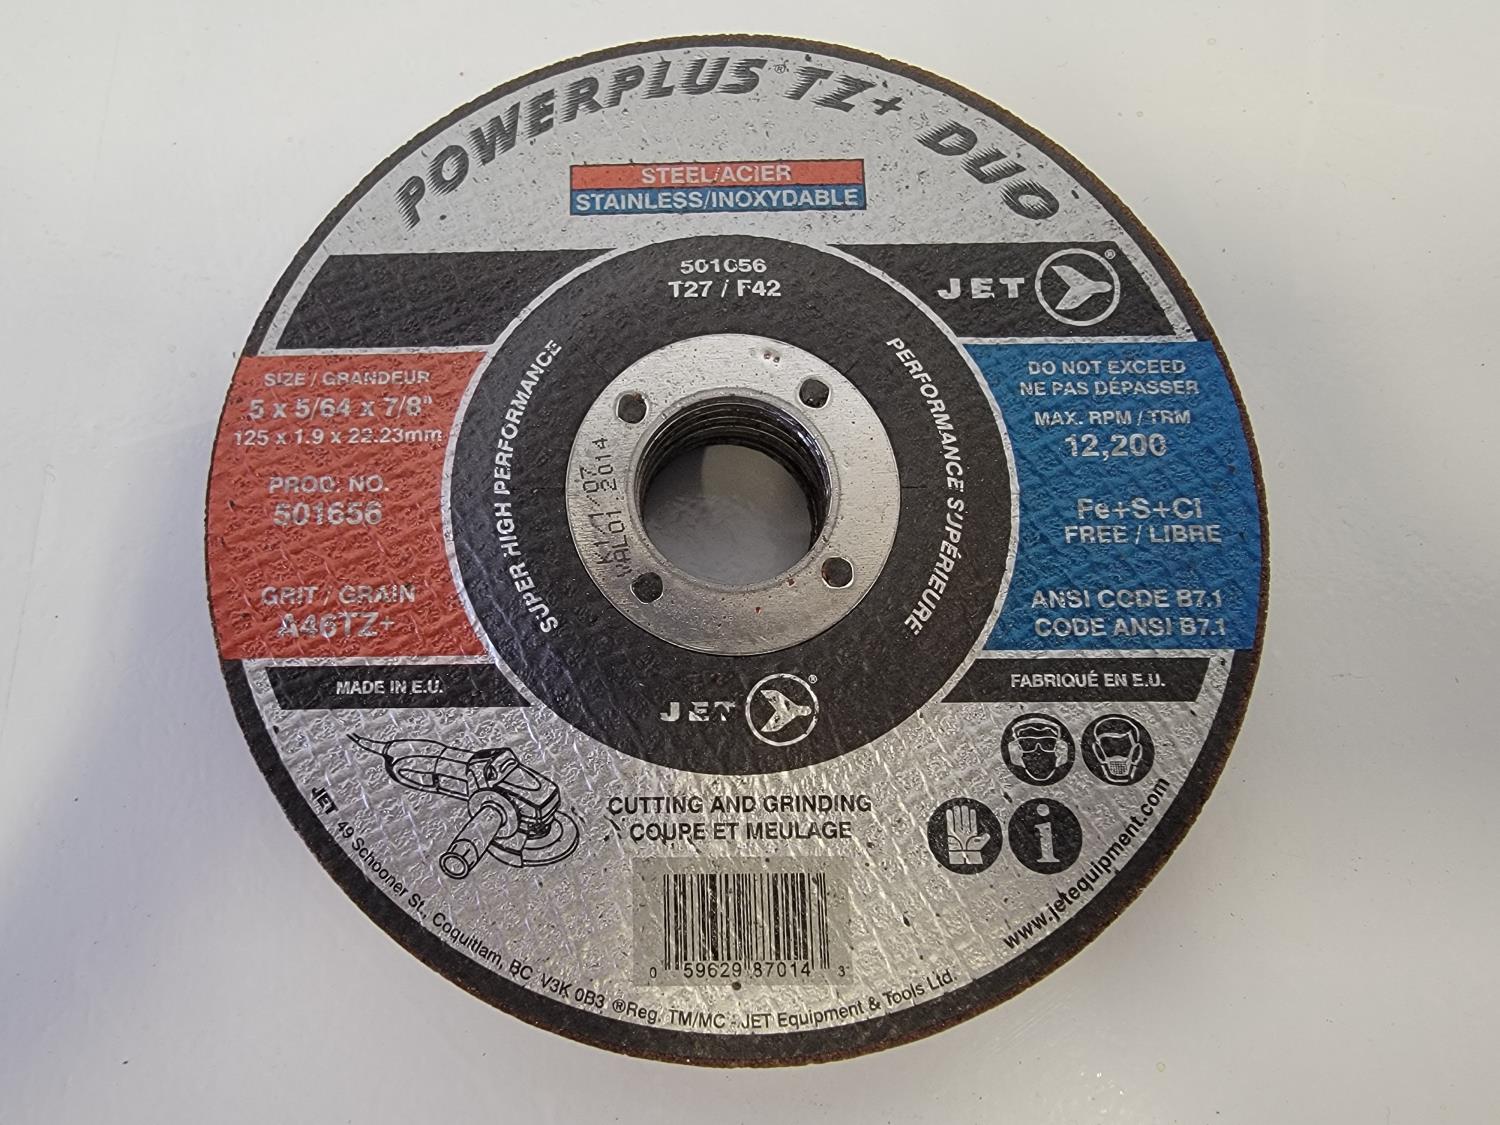 POWERPLUS® TZ+ DUO
STEEL/ACIER
STAINLESS/INOXYDABLE
501656
T27 / F42
JET®
SIZE / GRANDEUR
5 x 5/64 x 7/8"
125 x 1.9 x 22.23mm
PROD. NO.
501656
GRIT / GRAIN
A46TZ+
MADE IN E.U.
SUPER HIGH PERFORMANCE
PERFORMANCE SUPÉRIEURE
VAL01.2014
DO NOT EXCEED
NE PAS DÉPASSER
MAX. RPM / TRM
12,200
Fe+S+Cl
FREE / LIBRE
ANSI CODE B7.1
CODE ANSI B7.1
FABRIQUÉ EN E.U.
JET®
CUTTING AND GRINDING
COUPE ET MEULAGE
0 59629 87014 3
JET 49 Schooner St., Coquitlam, BC V3K 0B3 ®Reg. TM/MC - JET Equipment & Tools Ltd.
www.jetequipment.com